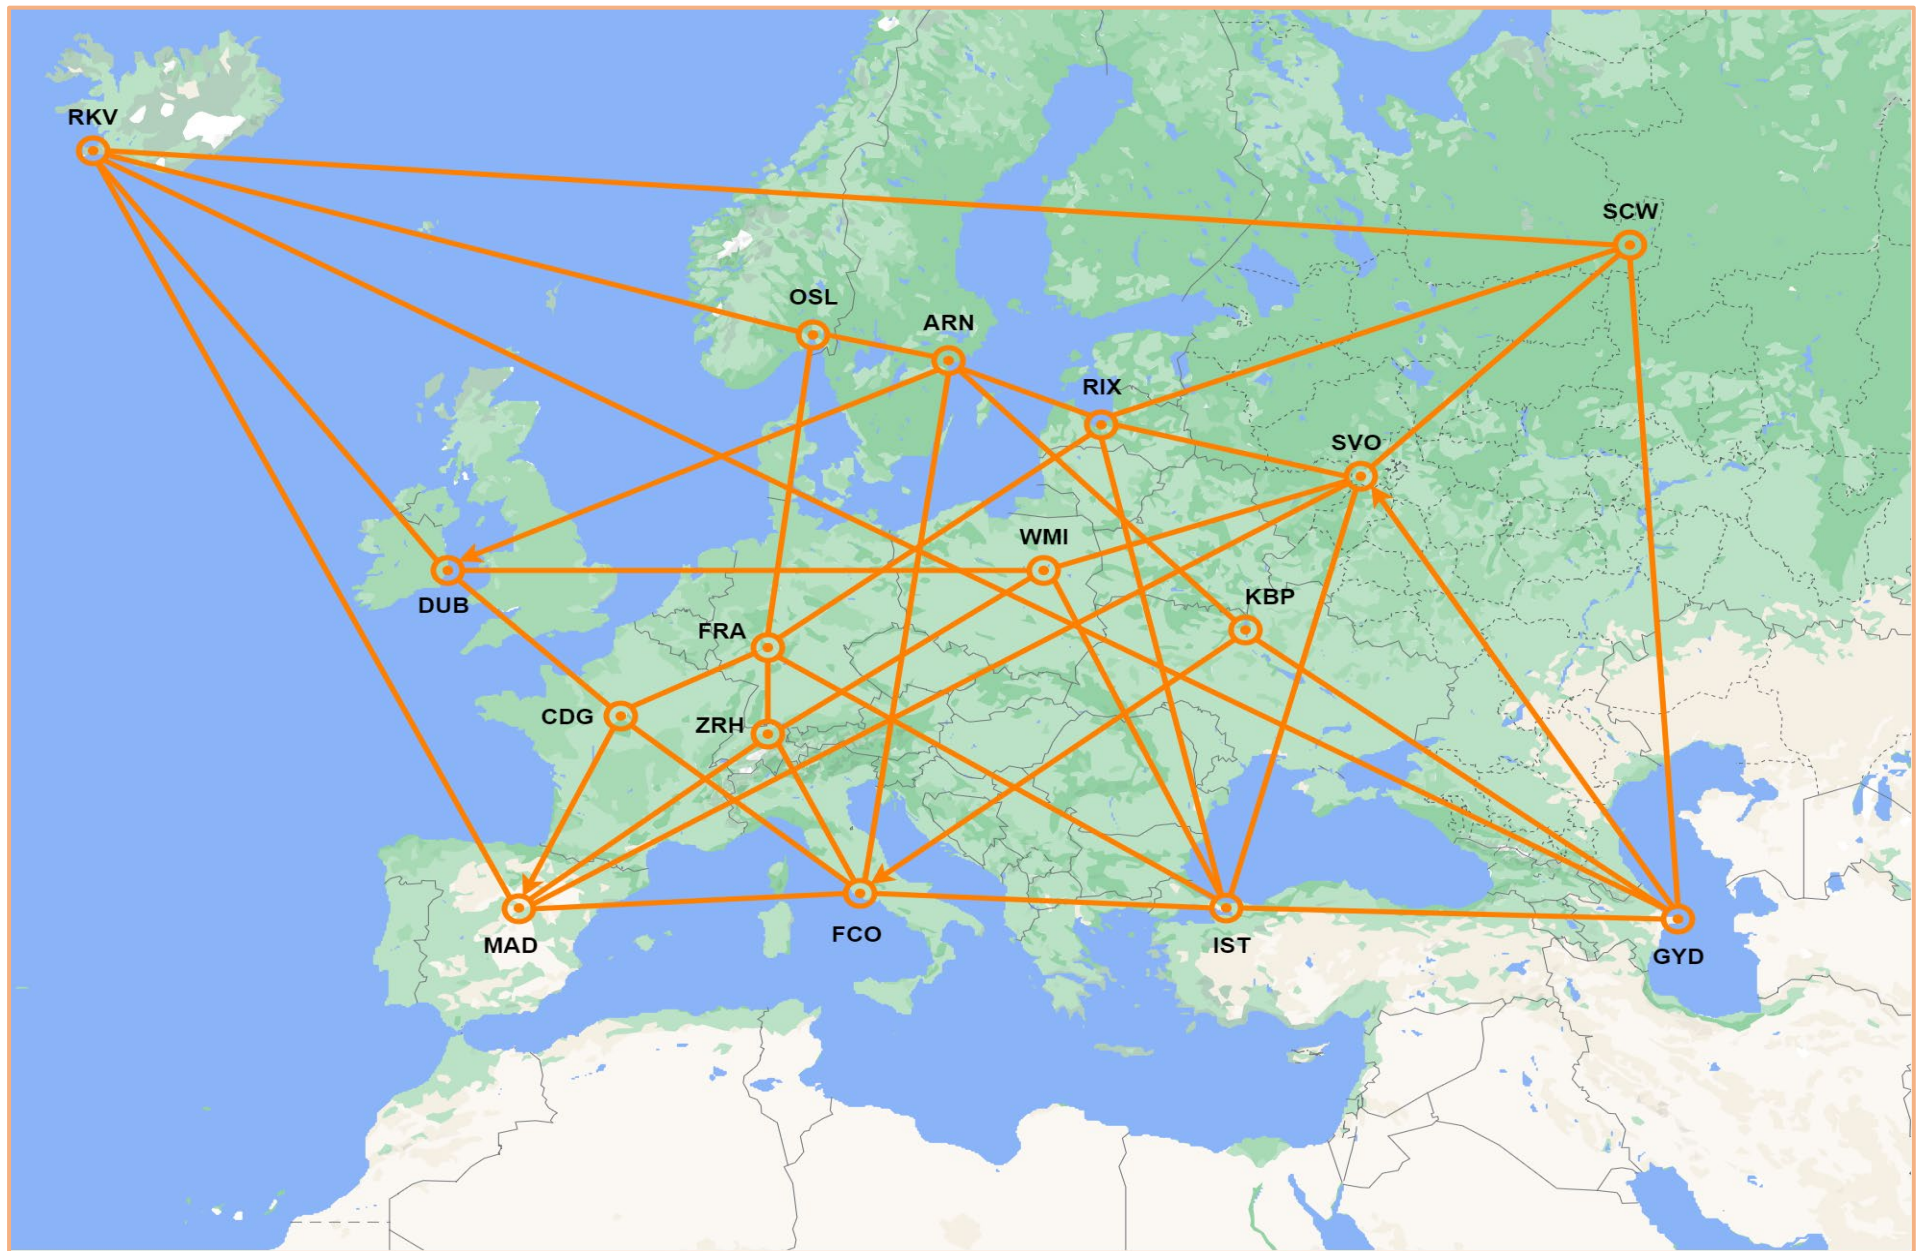 RKV
SCW
OSL
ARN
RIX
SVO
WMI
KBP
DUB
FRA
CDG
ZRH
MAD
FCO
IST
GYD